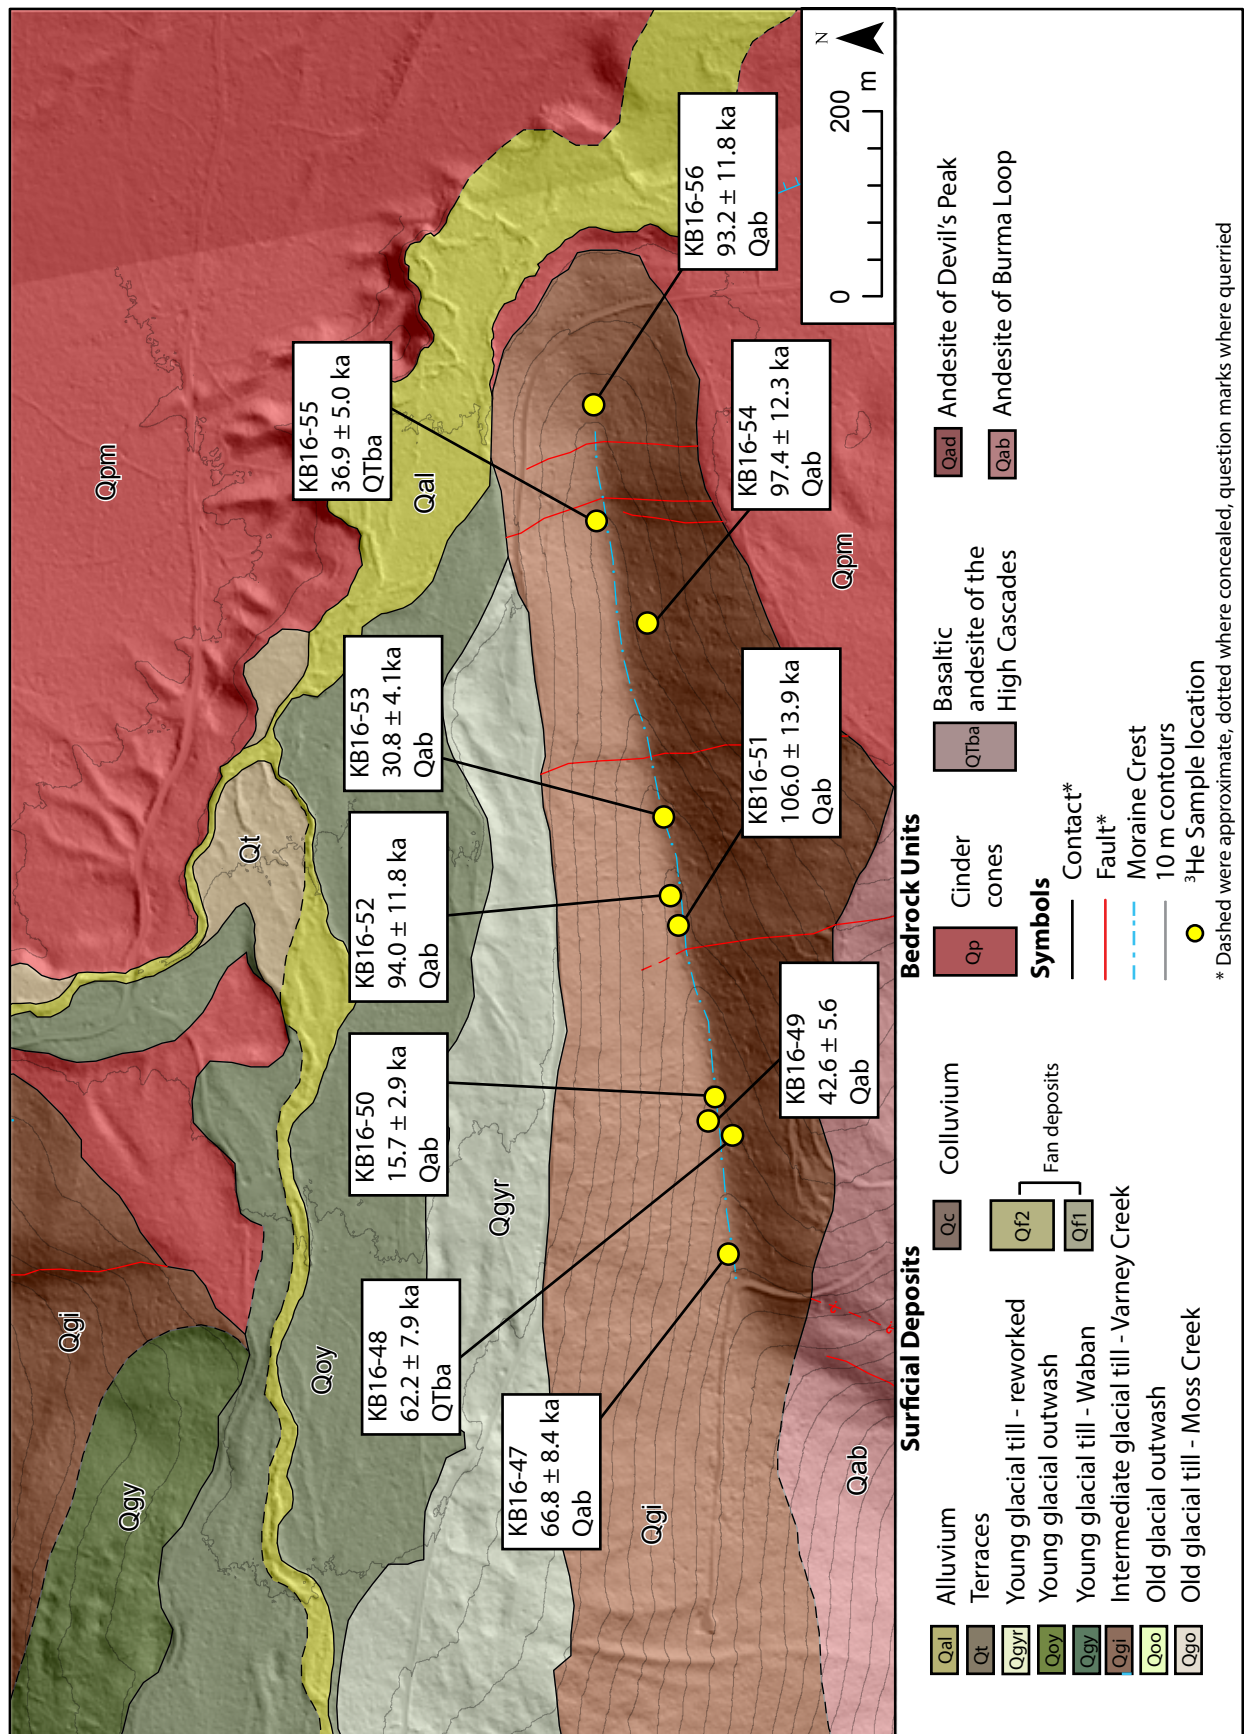 Qgi
Qgy
Qoy
Qgyr
Qgi
Qab
Qt
Qal
Qpm
Qpm
KB16-47
66.8 ± 8.4 ka
Qab
KB16-48
62.2 ± 7.9 ka
QTba
KB16-50
15.7 ± 2.9 ka
Qab
KB16-49
42.6 ± 5.6
Qab
KB16-52
94.0 ± 11.8 ka
Qab
KB16-53
30.8 ± 4.1ka
Qab
KB16-51
106.0 ± 13.9 ka
Qab
KB16-55
36.9 ± 5.0 ka
QTba
KB16-54
97.4 ± 12.3 ka
Qab
KB16-56
93.2 ± 11.8 ka
Qab
N
0 200 m
Surficial Deposits
Qal Alluvium
Qt Terraces
Qgyr Young glacial till - reworked
Qoy Young glacial outwash
Qgy Young glacial till - Waban
Qgi Intermediate glacial till - Varney Creek
Qoo Old glacial outwash
Qgo Old glacial till - Moss Creek
Qc Colluvium
Qf2
Qf1
Fan deposits
Bedrock Units
Qp Cinder
cones
QTba Basaltic
andesite of the
High Cascades
Qad Andesite of Devil's Peak
Qab Andesite of Burma Loop
Symbols
Contact*
Fault*
Moraine Crest
10 m contours
³He Sample location
* Dashed were approximate, dotted where concealed, question marks where querried